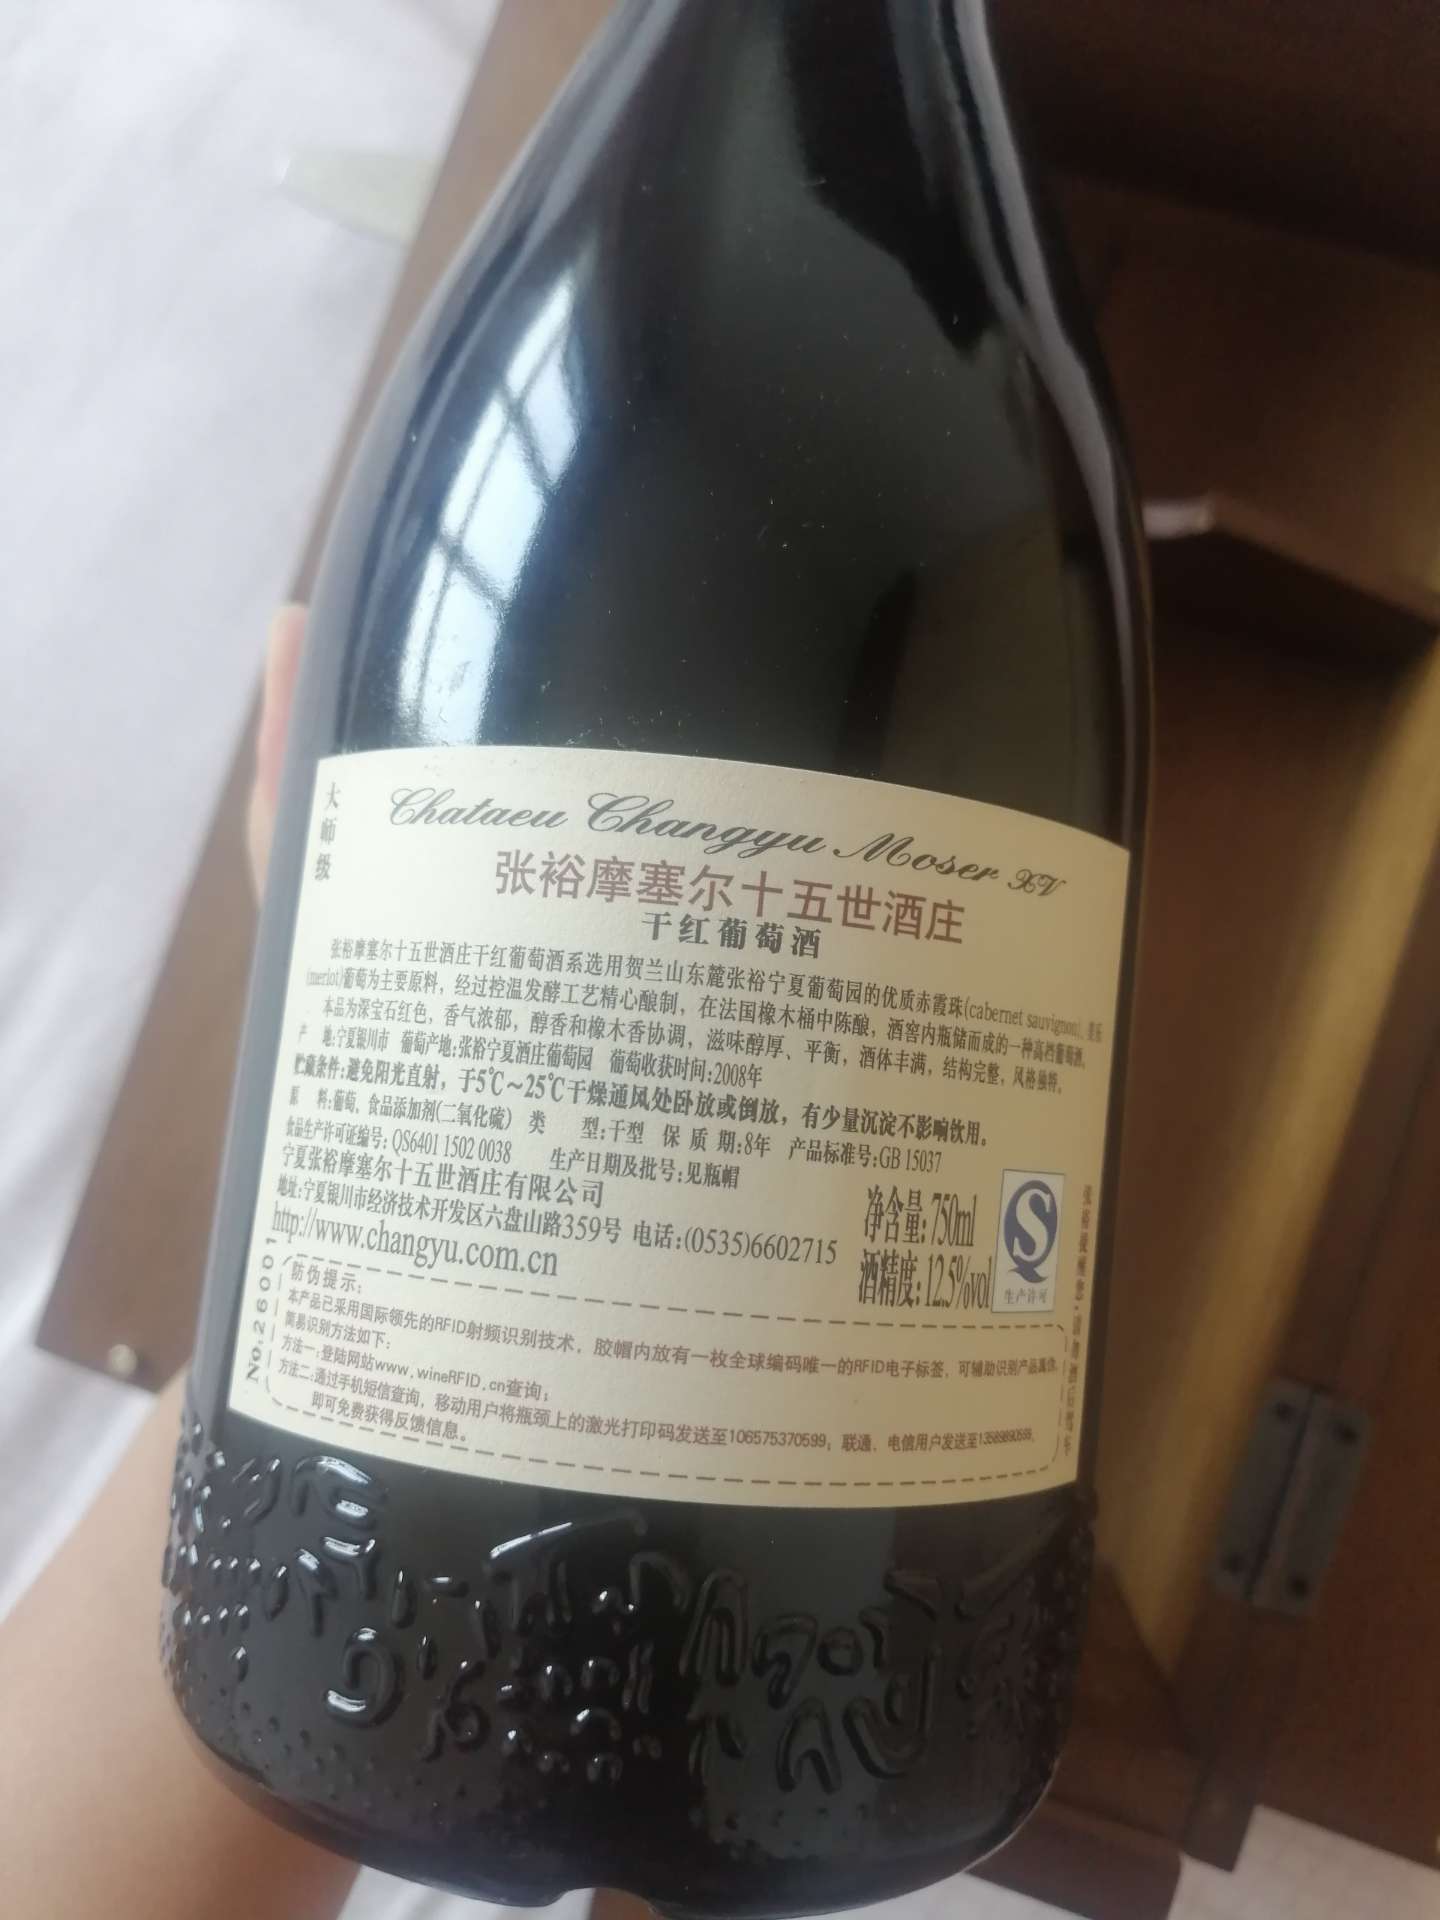 大师级
Chataeu Changyu Moser XV
张裕摩塞尔十五世酒庄
干红葡萄酒
张裕摩塞尔十五世酒庄干红葡萄酒系选用贺兰山东麓张裕宁夏葡萄园的优质赤霞珠(cabernet sauvignon)、美乐
(merlot)葡萄为主要原料，经过控温发酵工艺精心酿制，在法国橡木桶中陈酿，酒窖内瓶储而成的一种高档葡萄酒。
本品为深宝石红色，香气浓郁，醇香和橡木香协调，滋味醇厚、平衡，酒体丰满，结构完整，风格独特。
产 地:宁夏银川市 葡萄产地:张裕宁夏酒庄葡萄园 葡萄收获时间:2008年
贮藏条件:避免阳光直射，于5℃～25℃干燥通风处卧放或倒放，有少量沉淀不影响饮用。
原 料:葡萄、食品添加剂(二氧化硫) 类 型:干型 保 质 期:8年 产品标准号:GB 15037
食品生产许可证编号: QS6401 1502 0038 生产日期及批号:见瓶帽
宁夏张裕摩塞尔十五世酒庄有限公司
地址:宁夏银川市经济技术开发区六盘山路359号 电话:(0535)6602715
http://www.changyu.com.cn
净含量: 750ml
酒精度: 12.5%vol
S
生产许可
张裕提醒您:请勿酒后驾车
No:26001
防伪提示:
本产品已采用国际领先的RFID射频识别技术，胶帽内放有一枚全球编码唯一的RFID电子标签，可辅助识别产品真伪，
简易识别方法如下:
方法一:登陆网站www.wineRFID.cn查询;
方法二:通过手机短信查询，移动用户将瓶颈上的激光打印码发送至106575370599; 联通、电信用户发送至
即可免费获得反馈信息。